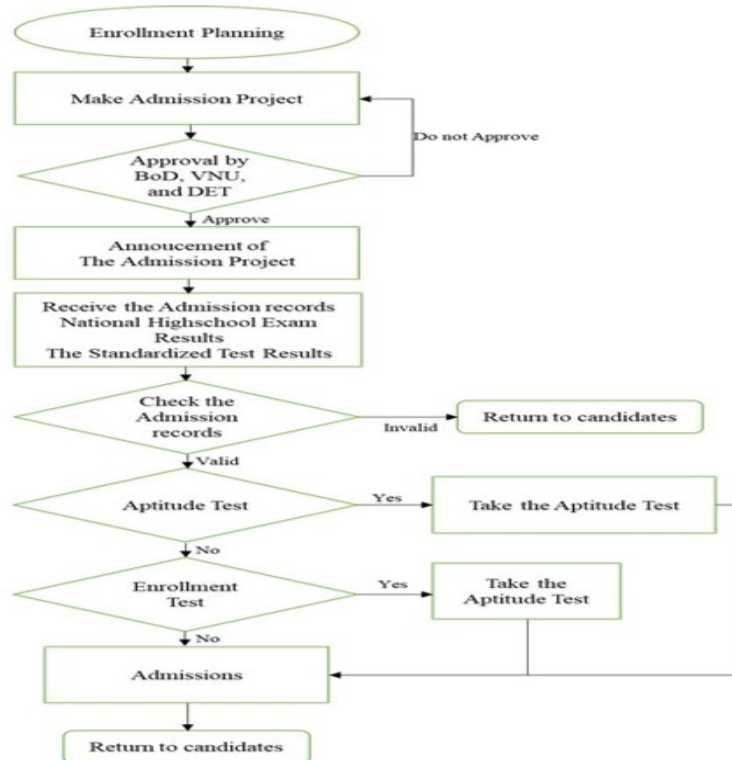 Enrollment Planning
Make Admission Project
Do not Approve
Approval by
BoD, VNU,
and DET
Approve
Annoucement of
The Admission Project
Receive the Admission records
National Highschool Exam
Results
The Standardized Test Results
Check the
Admission
records
Invalid
Return to candidates
Valid
Aptitude Test
Yes
Take the Aptitude Test
No
Enrollment
Test
Yes
Take the
Aptitude Test
No
Admissions
Return to candidates